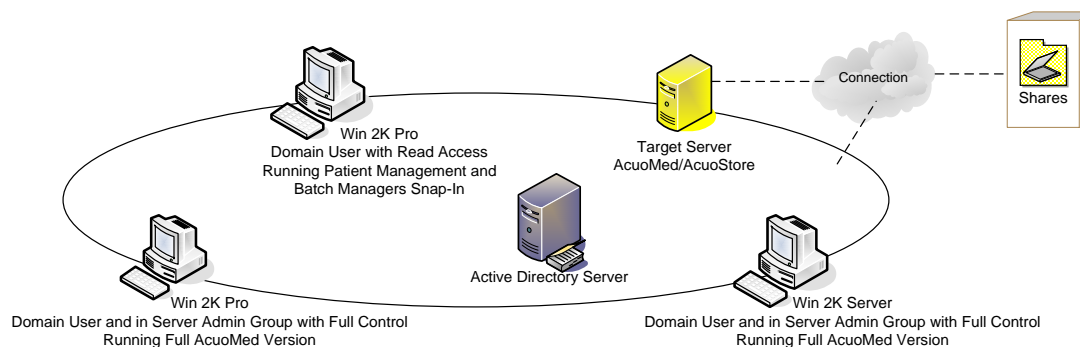 Connection
Shares
Win 2K Pro
Domain User with Read Access
Running Patient Management and
Batch Managers Snap-In
Target Server
AcuoMed/AcuoStore
Active Directory Server
Win 2K Pro
Domain User and in Server Admin Group with Full Control
Running Full AcuoMed Version
Win 2K Server
Domain User and in Server Admin Group with Full Control
Running Full AcuoMed Version